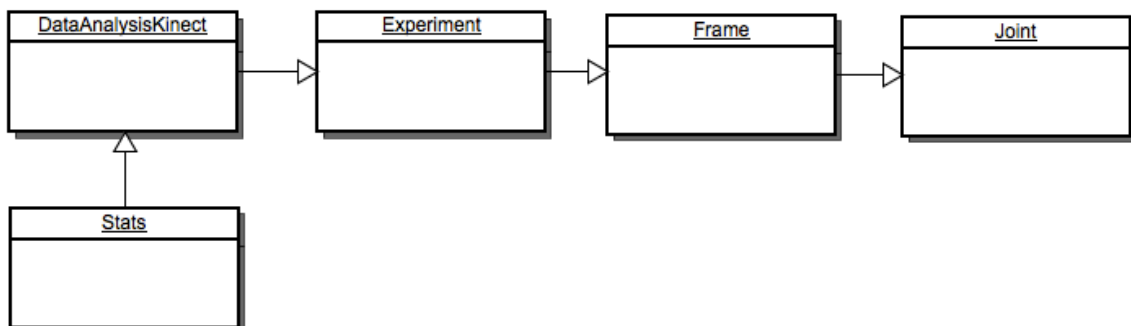 DataAnalysisKinect
Experiment
Frame
Joint
Stats